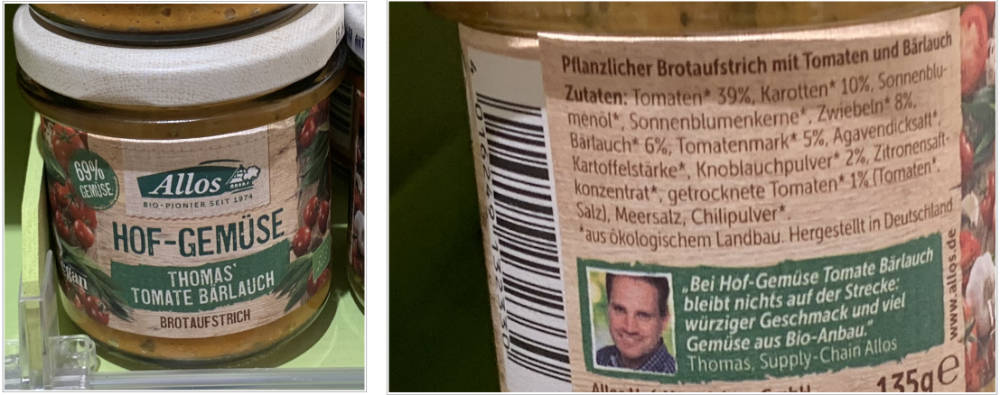 69%
GEMÜSE
Allos
BIO-PIONIER SEIT 1974
HOF-GEMÜSE
THOMAS'
TOMATE BÄRLAUCH
BROTAUFSTRICH
Pflanzlicher Brotaufstrich mit Tomaten und Bärlauch
Zutaten: Tomaten* 39%, Karotten* 10%, Sonnenblu-
menöl*, Sonnenblumenkerne*, Zwiebeln* 8%,
Bärlauch* 6%, Tomatenmark* 5%, Agavendicksaft*,
Kartoffelstärke*, Knoblauchpulver* 2%, Zitronensaft-
konzentrat*, getrocknete Tomaten* 1% (Tomaten*,
Salz), Meersalz, Chilipulver*.
*aus ökologischem Landbau. Hergestellt in Deutschland
„Bei Hof-Gemüse Tomate Bärlauch
bleibt nichts auf der Strecke:
würziger Geschmack und viel
Gemüse aus Bio-Anbau."
Thomas, Supply-Chain Allos
www.allos.de
135g e